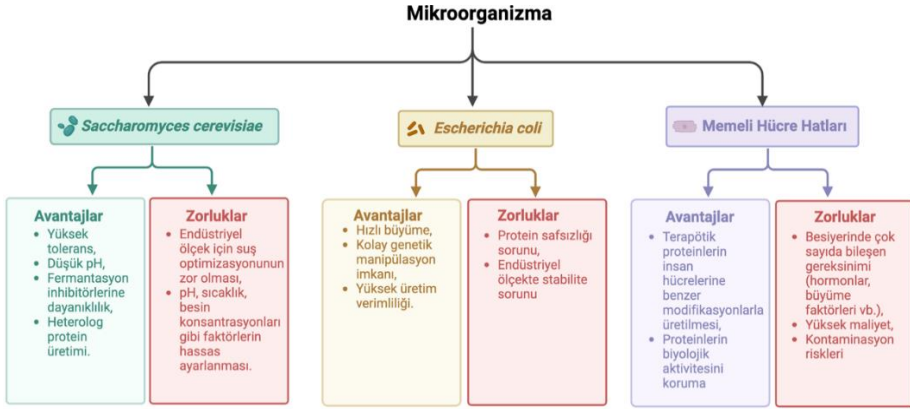 Mikroorganizma
Saccharomyces cerevisiae
Escherichia coli
Memeli Hücre Hatları
Avantajlar
• Yüksek
tolerans,
• Düşük pH,
• Fermantasyon
inhibitörlerine
dayanıklılık,
• Heterolog
protein
üretimi.
Zorluklar
• Endüstriyel
ölçek için suş
optimizasyonunun
zor olması,
• pH, sıcaklık,
besin
konsantrasyonları
gibi faktörlerin
hassas
ayarlanması.
Avantajlar
• Hızlı büyüme,
• Kolay genetik
manipülasyon
imkanı,
• Yüksek üretim
verimliliği.
Zorluklar
• Protein safsızlığı
sorunu,
• Endüstriyel
ölçekte stabilite
sorunu
Avantajlar
• Terapötik
proteinlerin
insan
hücrelerine
benzer
modifikasyonlarla
üretilmesi,
• Proteinlerin
biyolojik
aktivitesini
koruma
Zorluklar
• Besiyerinde çok
sayıda bileşen
gereksinimi
(hormonlar,
büyüme
faktörleri vb.),
• Yüksek maliyet,
• Kontaminasyon
riskleri